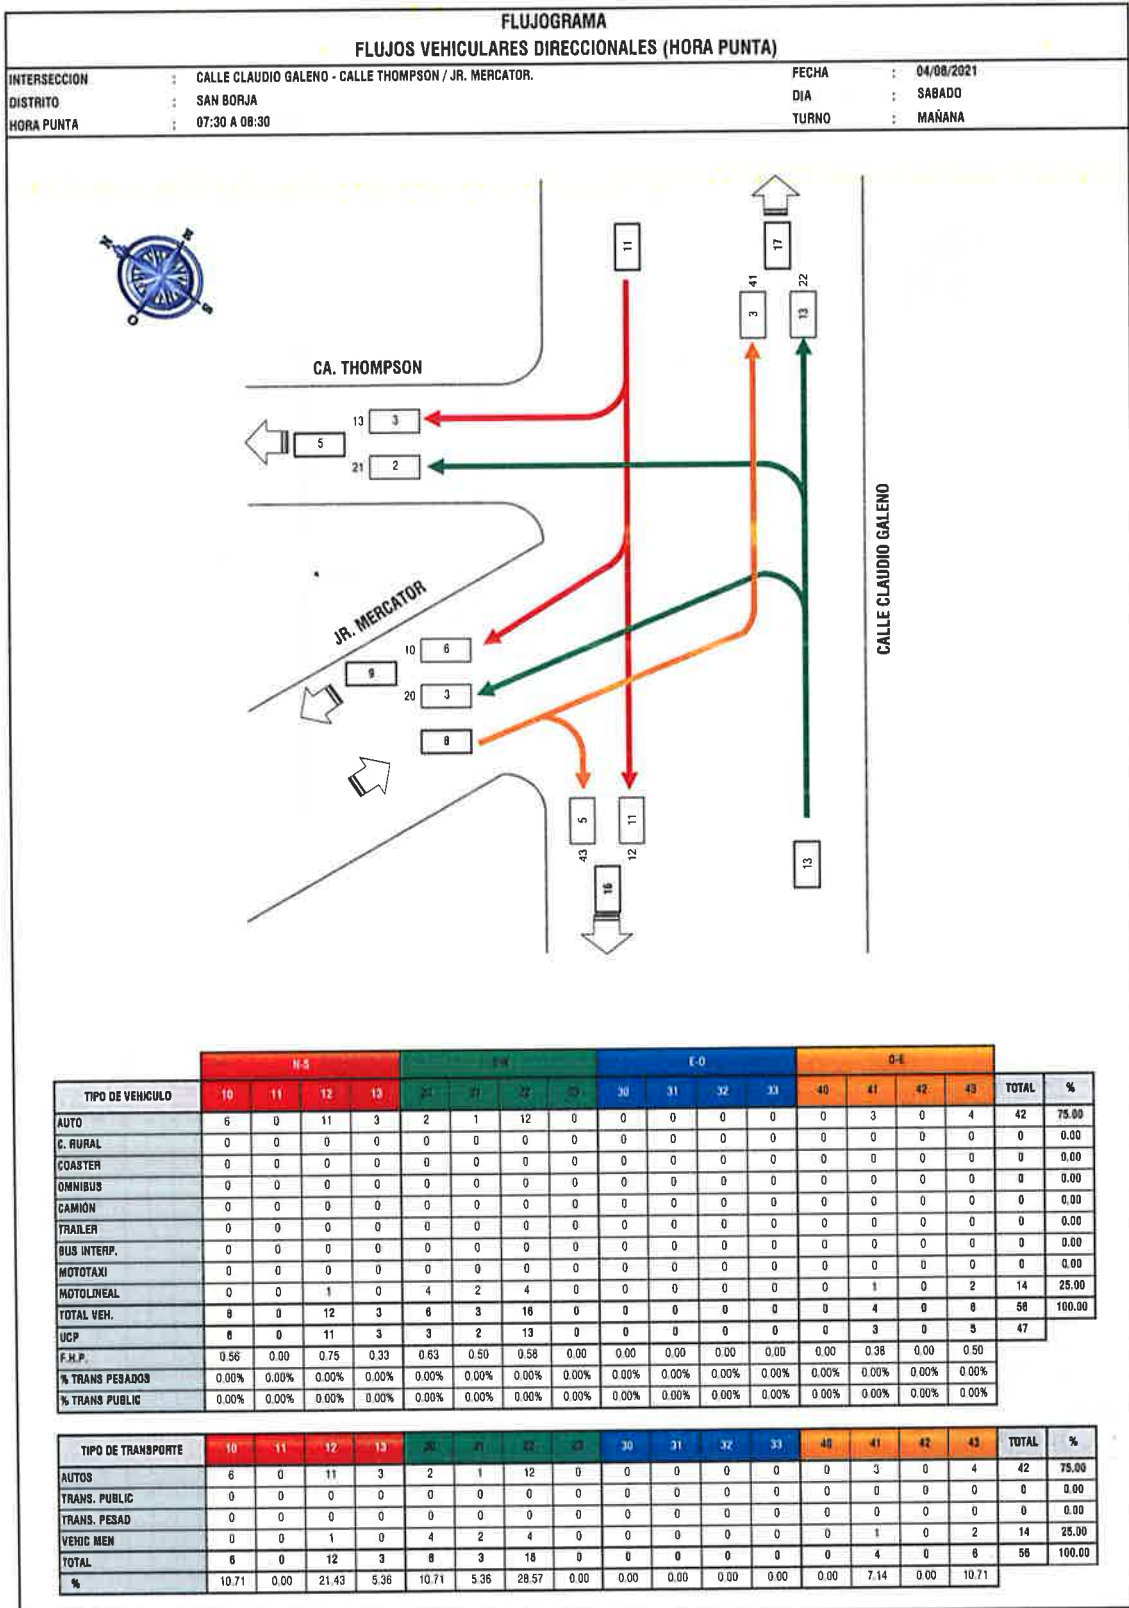 FLUJOGRAMA
FLUJOS VEHICULARES DIRECCIONALES (HORA PUNTA)
INTERSECCION : CALLE CLAUDIO GALENO - CALLE THOMPSON / JR. MERCATOR. FECHA : 04/08/2021
DISTRITO : SAN BORJA DIA : SABADO
HORA PUNTA : 07:30 A 08:30 TURNO : MAÑANA
11 17
41 22
3 13
N N
O S
CA. THOMPSON
13 3
5
21 2
CALLE CLAUDIO GALENO
JR. MERCATOR
10 6
9
20 3
8
5 11
43 12
13
16
N-S E-O O-E
TIPO DE VEHICULO 10 11 12 13 20 21 22 23 30 31 32 33 40 41 42 43 TOTAL %
AUTO 6 0 11 3 2 1 12 0 0 0 0 0 0 3 0 4 42 75.00
C. RURAL 0 0 0 0 0 0 0 0 0 0 0 0 0 0 0 0 0 0.00
COASTER 0 0 0 0 0 0 0 0 0 0 0 0 0 0 0 0 0 0.00
OMNIBUS 0 0 0 0 0 0 0 0 0 0 0 0 0 0 0 0 0 0.00
CAMIÓN 0 0 0 0 0 0 0 0 0 0 0 0 0 0 0 0 0 0.00
TRAILER 0 0 0 0 0 0 0 0 0 0 0 0 0 0 0 0 0 0.00
BUS INTERP. 0 0 0 0 0 0 0 0 0 0 0 0 0 0 0 0 0 0.00
MOTOTAXI 0 0 0 0 0 0 0 0 0 0 0 0 0 0 0 0 0 0.00
MOTOLINEAL 0 0 1 0 4 2 4 0 0 0 0 0 0 1 0 2 14 25.00
TOTAL VEH. 6 0 12 3 6 3 16 0 0 0 0 0 0 4 0 6 56 100.00
UCP 6 0 11 3 3 2 13 0 0 0 0 0 0 3 0 5 47
F.H.P. 0.56 0.00 0.75 0.33 0.63 0.50 0.58 0.00 0.00 0.00 0.00 0.00 0.00 0.38 0.00 0.50
% TRANS PESADOS 0.00% 0.00% 0.00% 0.00% 0.00% 0.00% 0.00% 0.00% 0.00% 0.00% 0.00% 0.00% 0.00% 0.00% 0.00% 0.00%
% TRANS PUBLIC 0.00% 0.00% 0.00% 0.00% 0.00% 0.00% 0.00% 0.00% 0.00% 0.00% 0.00% 0.00% 0.00% 0.00% 0.00% 0.00%
TIPO DE TRANSPORTE 10 11 12 13 20 21 22 23 30 31 32 33 40 41 42 43 TOTAL %
AUTOS 6 0 11 3 2 1 12 0 0 0 0 0 0 3 0 4 42 75.00
TRANS. PUBLIC 0 0 0 0 0 0 0 0 0 0 0 0 0 0 0 0 0 0.00
TRANS. PESAD 0 0 0 0 0 0 0 0 0 0 0 0 0 0 0 0 0 0.00
VEHIC MEN 0 0 1 0 4 2 4 0 0 0 0 0 0 1 0 2 14 25.00
TOTAL 6 0 12 3 6 3 16 0 0 0 0 0 0 4 0 6 56 100.00
% 10.71 0.00 21.43 5.36 10.71 5.36 28.57 0.00 0.00 0.00 0.00 0.00 0.00 7.14 0.00 10.71